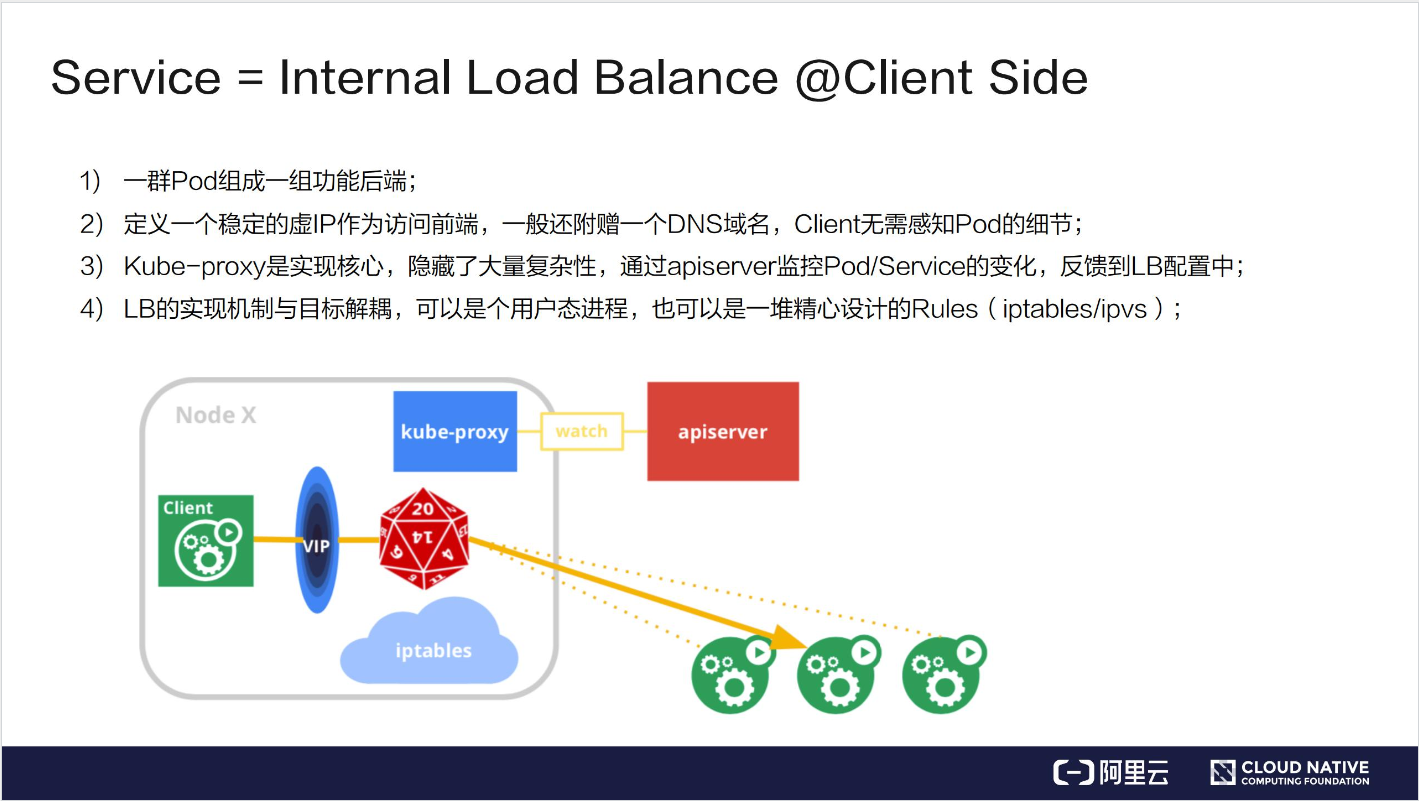 Service = Internal Load Balance @Client Side
1) 一群Pod组成一组功能后端；
2) 定义一个稳定的虚IP作为访问前端，一般还附赠一个DNS域名，Client无需感知Pod的细节；
3) Kube-proxy是实现核心，隐藏了大量复杂性，通过apiserver监控Pod/Service的变化，反馈到LB配置中；
4) LB的实现机制与目标解耦，可以是个用户态进程，也可以是一堆精心设计的Rules（iptables/ipvs）；
Node X
kube-proxy
watch
apiserver
Client
VIP
20
14
iptables
阿里云
CLOUD NATIVE
COMPUTING FOUNDATION